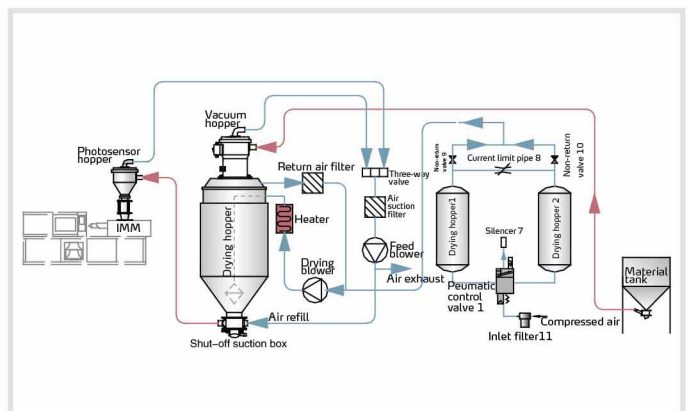 Vacuum
hopper
Photosensor
hopper
IMM
Drying hopper
Return air filter
Heater
Drying
blower
Air refill
Shut-off suction box
Three-way
valve
Air
suction
filter
Feed
blower
Air exhaust
Non-return
valve 9
Current limit pipe 8
Non-return
valve 10
Drying hopper1
Silencer 7
Drying hopper 2
Peumatic
control
valve 1
Compressed air
Inlet filter11
Material
tank